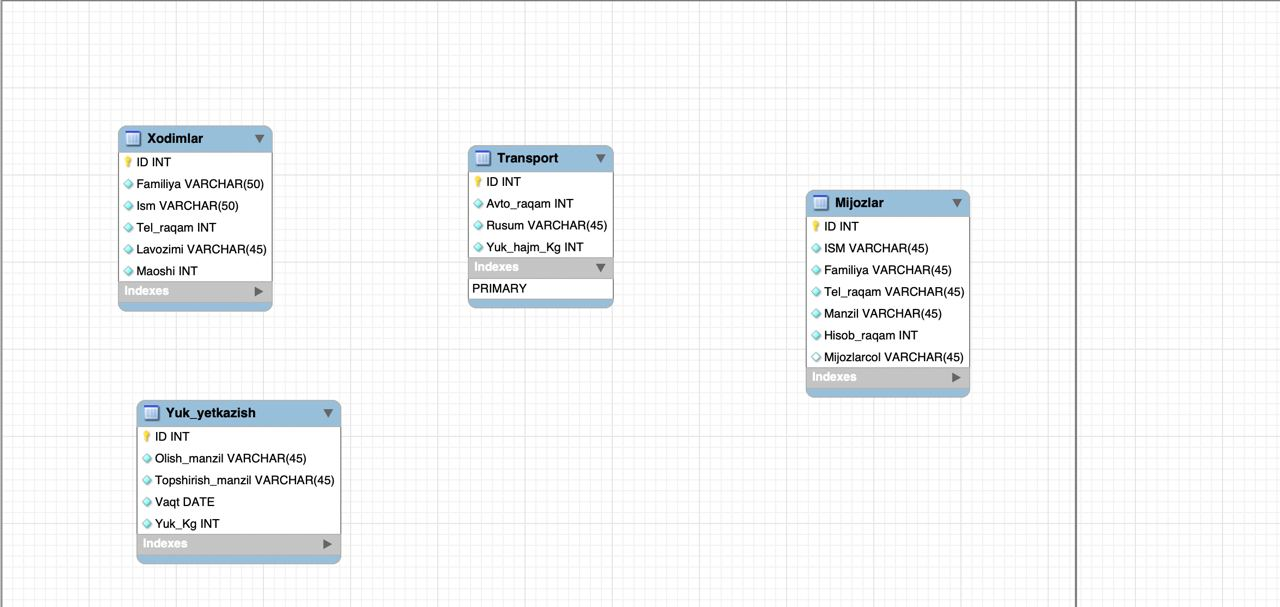 Xodimlar
ID INT
Familiya VARCHAR(50)
Ism VARCHAR(50)
Tel_raqam INT
Lavozimi VARCHAR(45)
Maoshi INT
Indexes
Transport
ID INT
Avto_raqam INT
Rusum VARCHAR(45)
Yuk_hajm_Kg INT
Indexes
PRIMARY
Mijozlar
ID INT
ISM VARCHAR(45)
Familiya VARCHAR(45)
Tel_raqam VARCHAR(45)
Manzil VARCHAR(45)
Hisob_raqam INT
Mijozlarcol VARCHAR(45)
Indexes
Yuk_yetkazish
ID INT
Olish_manzil VARCHAR(45)
Topshirish_manzil VARCHAR(45)
Vaqt DATE
Yuk_Kg INT
Indexes